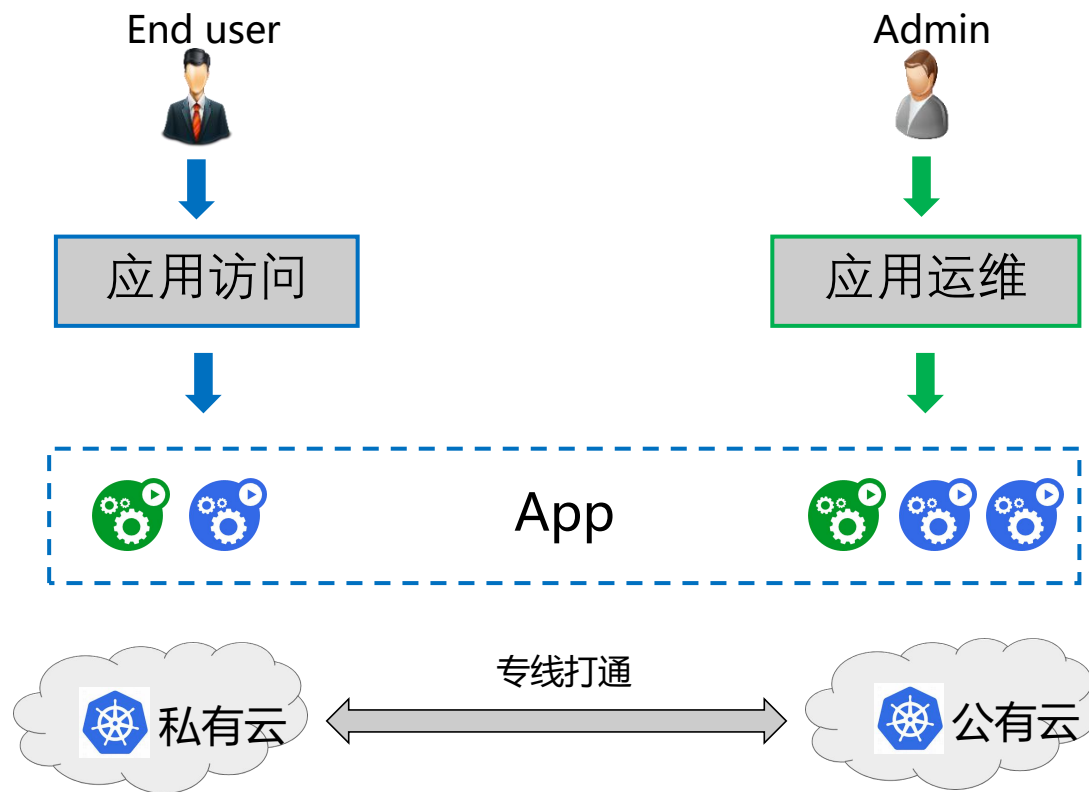 End user
Admin
应用访问
应用运维
App
专线打通
私有云
公有云